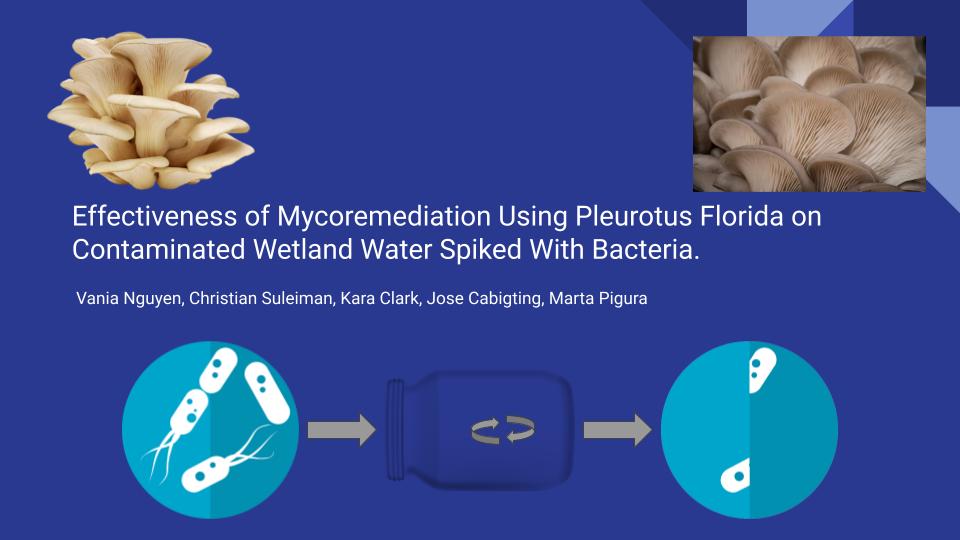 Effectiveness of Mycoremediation Using Pleurotus Florida on
Contaminated Wetland Water Spiked With Bacteria.
Vania Nguyen, Christian Suleiman, Kara Clark, Jose Cabigting, Marta Pigura